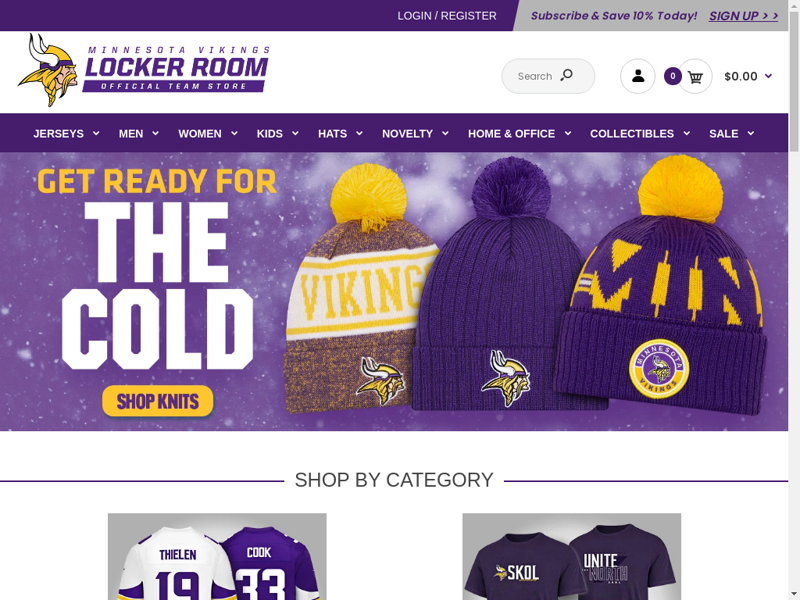 LOGIN / REGISTER
Subscribe & Save 10% Today! SIGN UP > >
MINNESOTA VIKINGS
LOCKER ROOM
OFFICIAL TEAM STORE
Search
0
$0.00
JERSEYS MEN WOMEN KIDS HATS NOVELTY HOME & OFFICE COLLECTIBLES SALE
GET READY FOR
THE
COLD
SHOP KNITS
VIKING
MIN
MINNESOTA
VIKINGS
SHOP BY CATEGORY
THIELEN
19
COOK
33
SKOL
UNITE
THE NORTH
SKOL